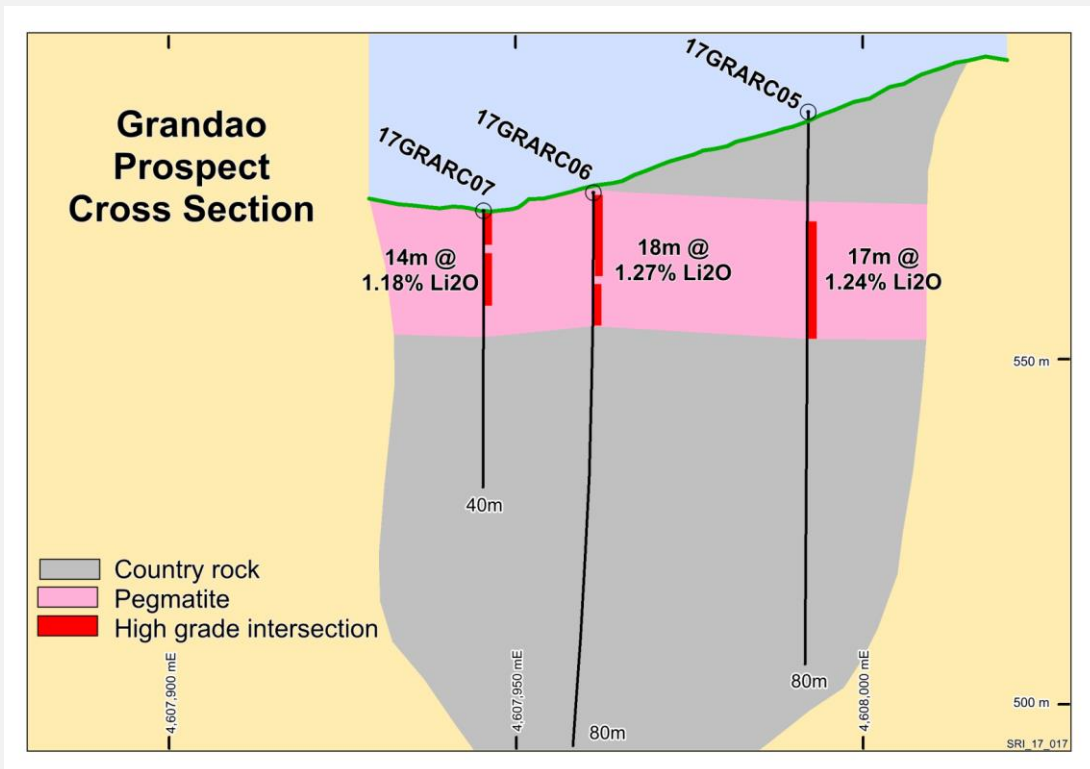 Grandao
Prospect
Cross Section
17GRARC07
17GRARC06
17GRARC05
14m @
1.18% Li2O
18m @
1.27% Li2O
17m @
1.24% Li2O
550 m
40m
Country rock
Pegmatite
High grade intersection
4,607,900 mE
4,607,950 mE
4,608,000 mE
80m
80m
500 m
SRI_17_017